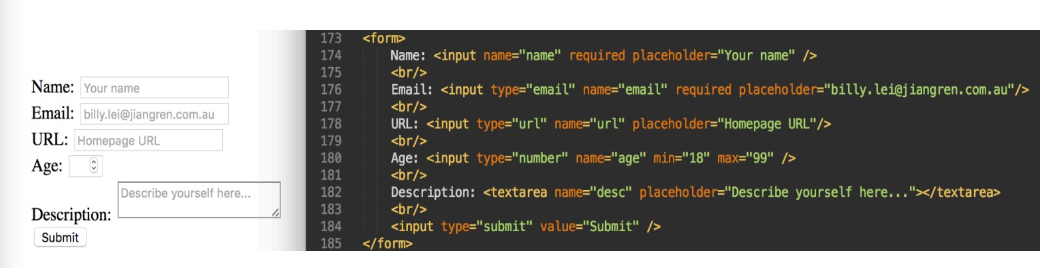 Name: Your name
Email: billy.lei@jiangren.com.au
URL: Homepage URL
Age:
Description: Describe yourself here...
Submit
173 <form>
174 Name: <input name="name" required placeholder="Your name" />
175 <br/>
176 Email: <input type="email" name="email" required placeholder="billy.lei@jiangren.com.au"/>
177 <br/>
178 URL: <input type="url" name="url" placeholder="Homepage URL"/>
179 <br/>
180 Age: <input type="number" name="age" min="18" max="99" />
181 <br/>
182 Description: <textarea name="desc" placeholder="Describe yourself here..."></textarea>
183 <br/>
184 <input type="submit" value="Submit" />
185 </form>